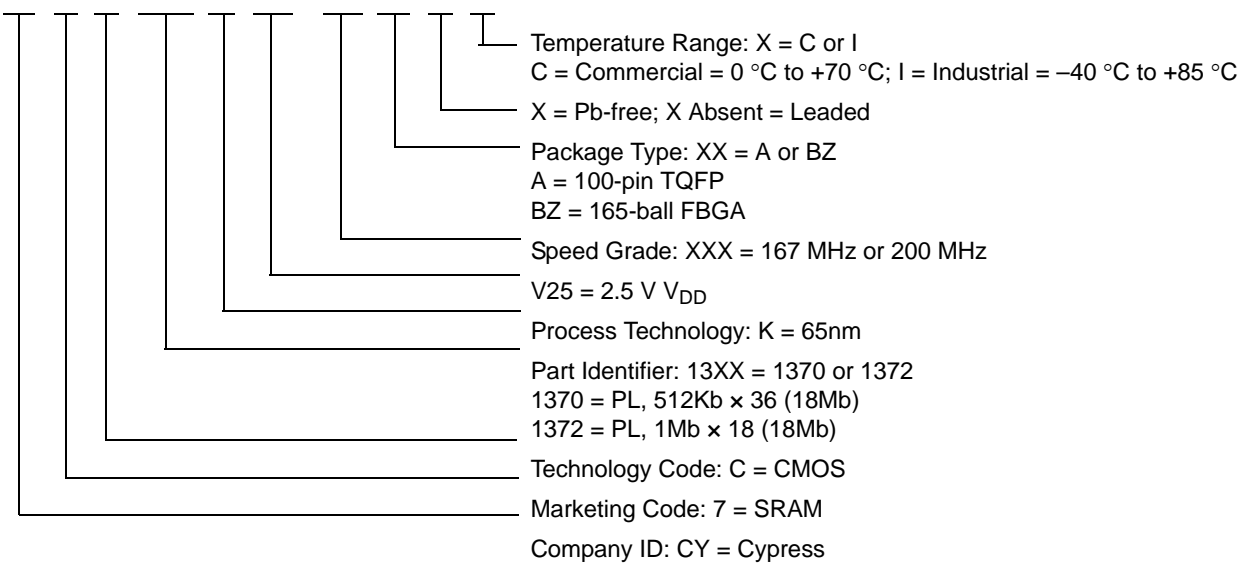 Temperature Range: X = C or I
C = Commercial = 0 °C to +70 °C; I = Industrial = –40 °C to +85 °C
X = Pb-free; X Absent = Leaded
Package Type: XX = A or BZ
A = 100-pin TQFP
BZ = 165-ball FBGA
Speed Grade: XXX = 167 MHz or 200 MHz
V25 = 2.5 V VDD
Process Technology: K = 65nm
Part Identifier: 13XX = 1370 or 1372
1370 = PL, 512Kb × 36 (18Mb)
1372 = PL, 1Mb × 18 (18Mb)
Technology Code: C = CMOS
Marketing Code: 7 = SRAM
Company ID: CY = Cypress